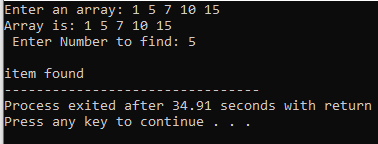 Enter an array: 1 5 7 10 15
Array is: 1 5 7 10 15
Enter Number to find: 5
item found
--------------------------------
Process exited after 34.91 seconds with return
Press any key to continue . . .